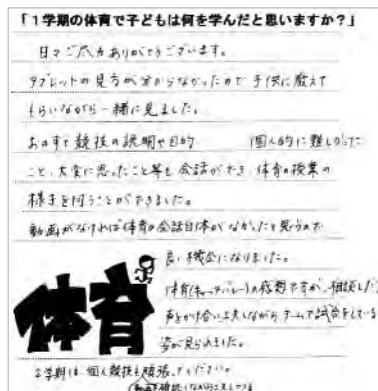 「1学期の体育で子どもは何を学んだと思いますか？」
日々ご尽力ありがとうございます。
タブレットの見方が分からなかったので子供に教えて
もらいながら一緒に見ました。
おのずと競技の説明や目的 個人的に難しかった
こと、大変に思ったこと等も会話ができ、体育の授業の
様子を伺うことができました。
動画がなければ体育の会話自体がなかったと思うので
良い機会になりました。
体育
体育(キャッチバレー)の感想ですが、相談した
声をかけ合い工夫しながらチームで試合をしている
姿が見られました。
2学期は個人競技も頑張って下さい。